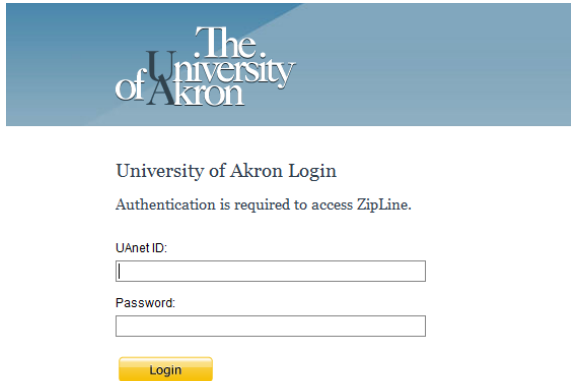 The
University
of Akron
University of Akron Login
Authentication is required to access ZipLine.
UAnet ID:
Password:
Login